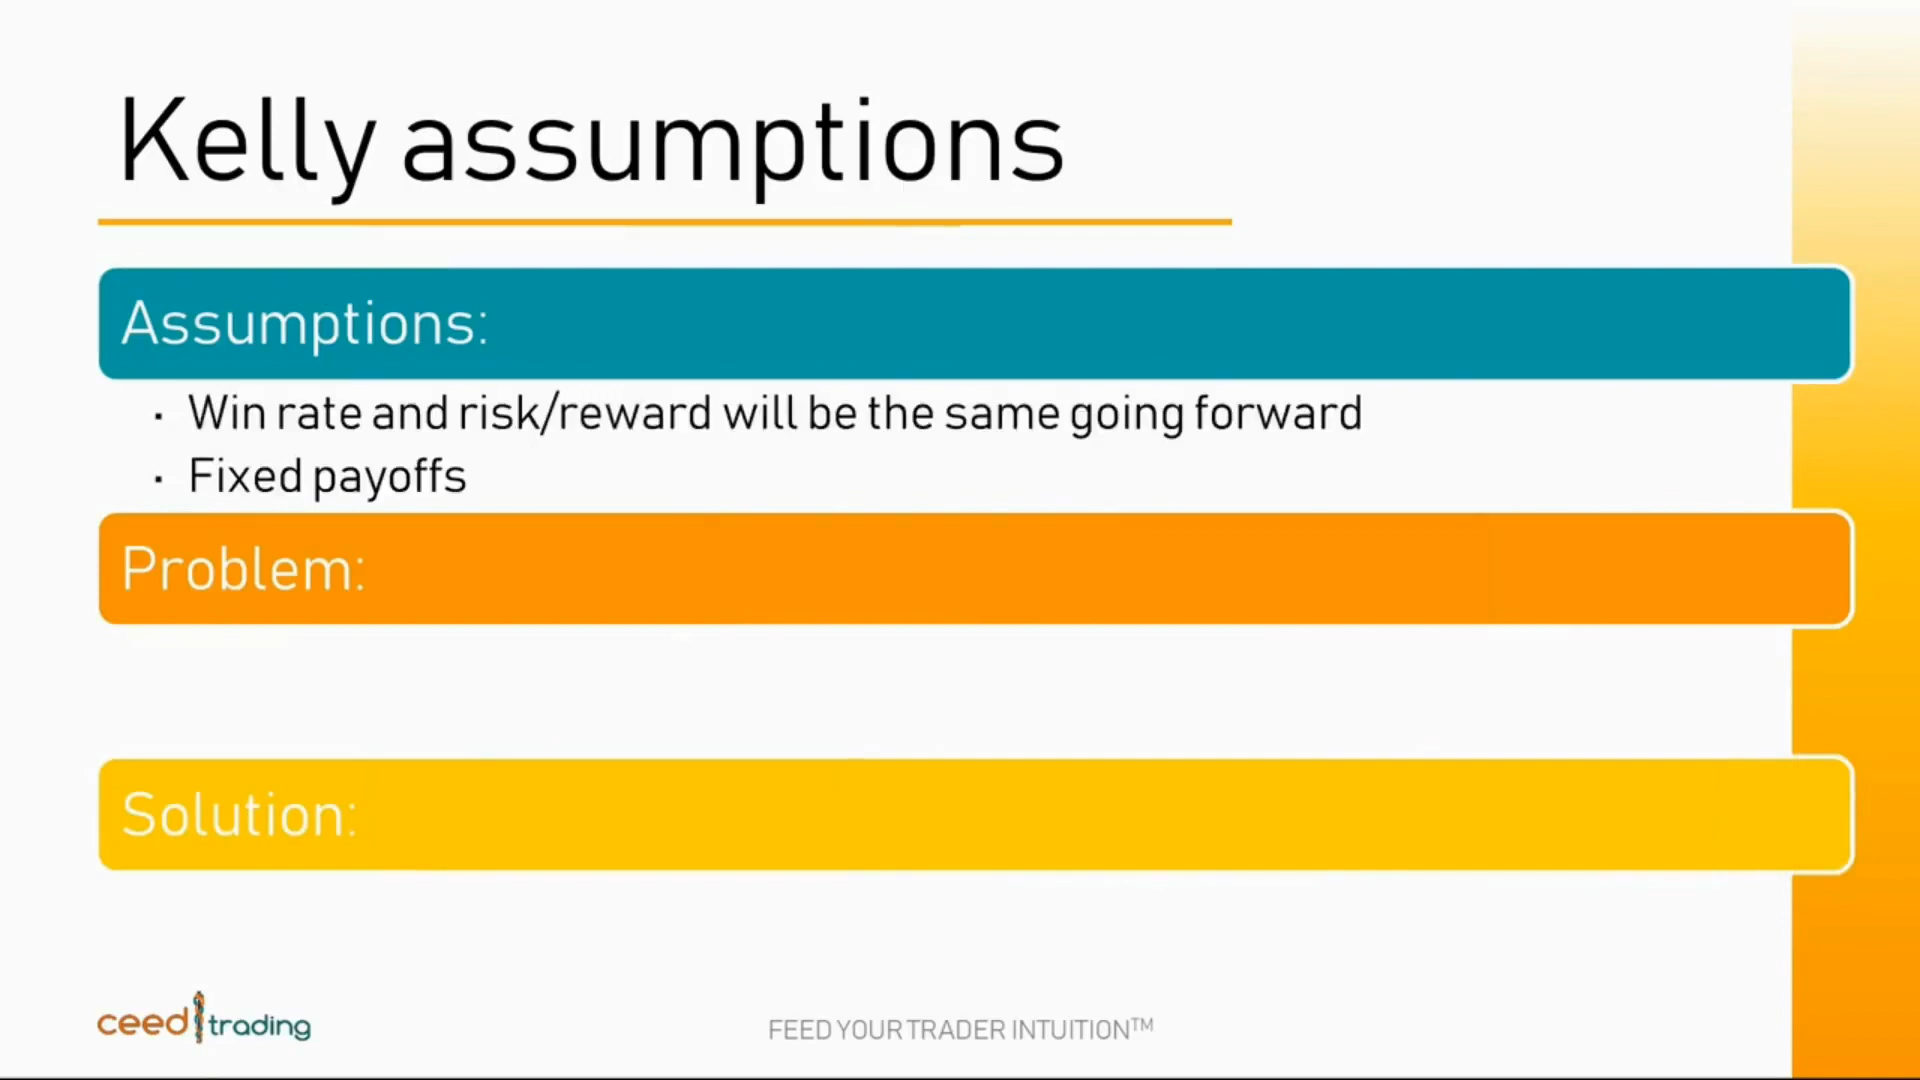 Kelly assumptions
Assumptions:
· Win rate and risk/reward will be the same going forward
· Fixed payoffs
Problem:
Solution:
ceed trading
FEED YOUR TRADER INTUITION™